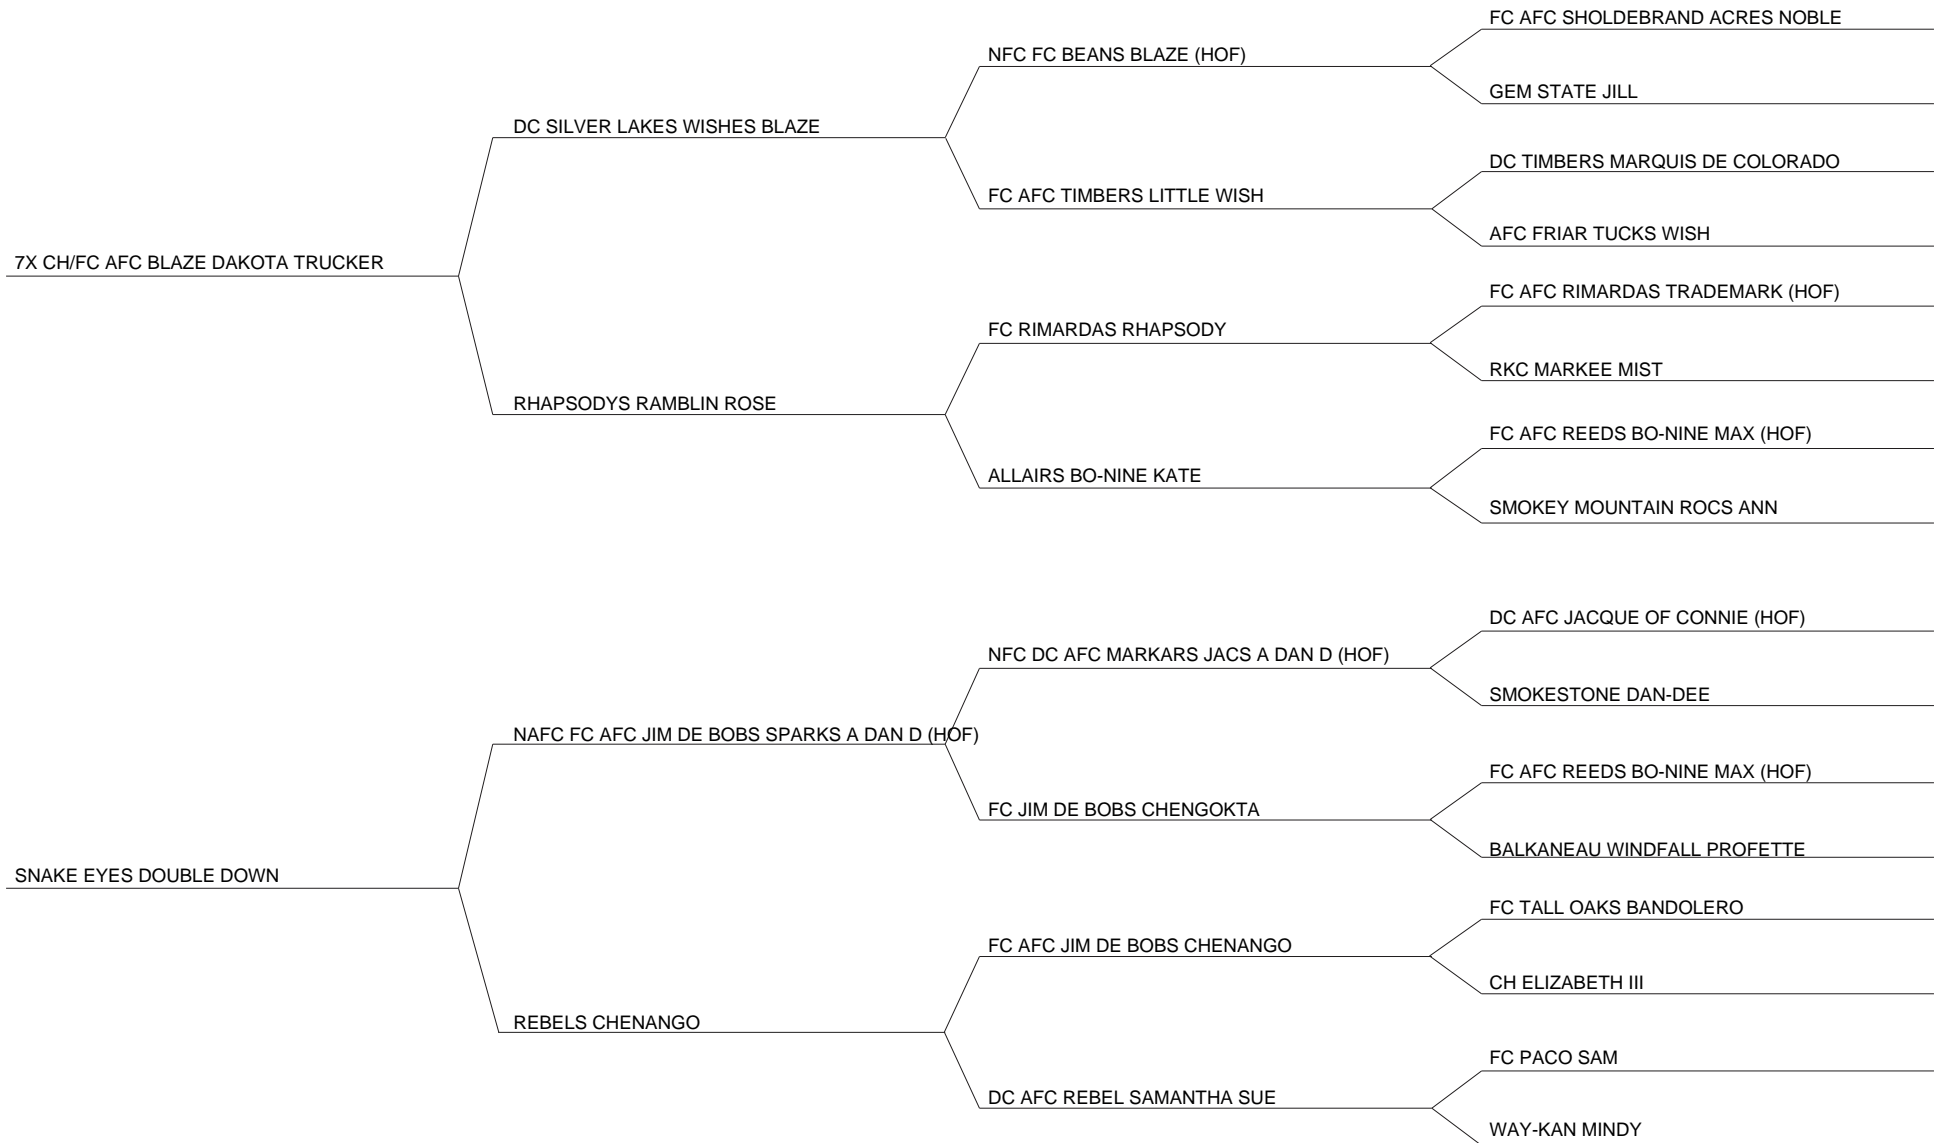 FC AFC SHOLDEBRAND ACRES NOBLE
NFC FC BEANS BLAZE (HOF)
GEM STATE JILL
DC SILVER LAKES WISHES BLAZE
DC TIMBERS MARQUIS DE COLORADO
FC AFC TIMBERS LITTLE WISH
AFC FRIAR TUCKS WISH
7X CH/FC AFC BLAZE DAKOTA TRUCKER
FC AFC RIMARDAS TRADEMARK (HOF)
FC RIMARDAS RHAPSODY
RKC MARKEE MIST
RHAPSODYS RAMBLIN ROSE
FC AFC REEDS BO-NINE MAX (HOF)
ALLAIRS BO-NINE KATE
SMOKEY MOUNTAIN ROCS ANN
DC AFC JACQUE OF CONNIE (HOF)
NFC DC AFC MARKARS JACS A DAN D (HOF)
SMOKESTONE DAN-DEE
NAFC FC AFC JIM DE BOBS SPARKS A DAN D (HOF)
FC AFC REEDS BO-NINE MAX (HOF)
FC JIM DE BOBS CHENGOKTA
BALKANEAU WINDFALL PROFETTE
SNAKE EYES DOUBLE DOWN
FC TALL OAKS BANDOLERO
FC AFC JIM DE BOBS CHENANGO
CH ELIZABETH III
REBELS CHENANGO
FC PACO SAM
DC AFC REBEL SAMANTHA SUE
WAY-KAN MINDY